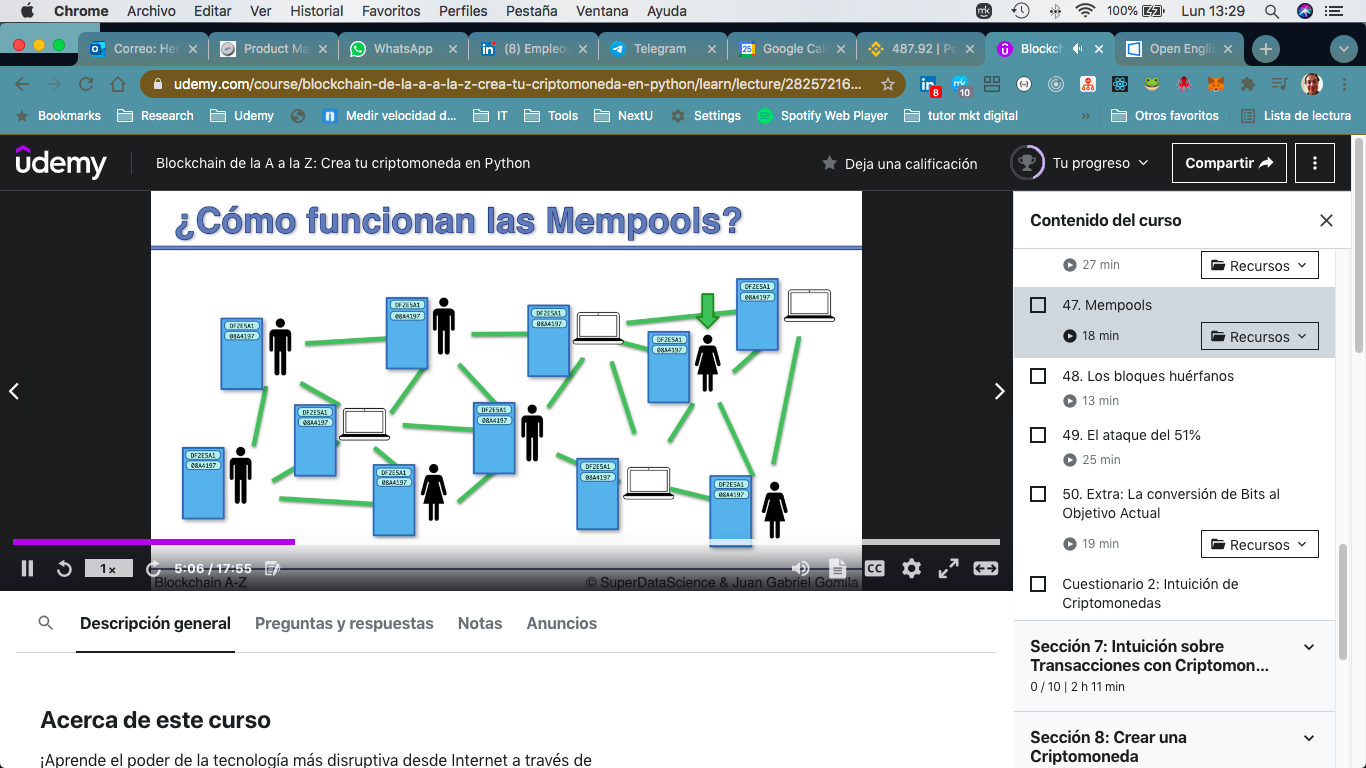 Chrome Archivo Editar Ver Historial Favoritos Perfiles Pestaña Ventana Ayuda
mk 100% Lun 13:29
Correo: He
Product Ma
WhatsApp
(8) Empleo
Telegram
Google Cal
487.92 | P
Blockch
Open Engli
udemy.com/course/blockchain-de-la-a-a-la-z-crea-tu-criptomoneda-en-python/learn/lecture/28257216...
8
10
Bookmarks Research Udemy Medir velocidad d... IT Tools NextU Settings Spotify Web Player tutor mkt digital » Otros favoritos Lista de lectura
udemy
Blockchain de la A a la Z: Crea tu criptomoneda en Python
Deja una calificación
Tu progreso
Compartir
¿Cómo funcionan las Mempools?
DF2E5A1
08A4197
DF2E5A1
08A4197
DF2E5A1
08A4197
DF2E5A1
08A4197
DF2E5A1
08A4197
DF2E5A1
08A4197
DF2E5A1
08A4197
DF2E5A1
08A4197
DF2E5A1
08A4197
DF2E5A1
08A4197
DF2E5A1
08A4197
1x
5:06 / 17:55
CC
Blockchain A-Z
© SuperDataScience & Juan Gabriel Gomila
Contenido del curso
27 min
Recursos
47. Mempools
18 min
Recursos
48. Los bloques huérfanos
13 min
49. El ataque del 51%
25 min
50. Extra: La conversión de Bits al
Objetivo Actual
19 min
Recursos
Cuestionario 2: Intuición de
Criptomonedas
Sección 7: Intuición sobre
Transacciones con Criptomon...
0 / 10 | 2 h 11 min
Sección 8: Crear una
Criptomoneda
Descripción general Preguntas y respuestas Notas Anuncios
Acerca de este curso
¡Aprende el poder de la tecnología más disruptiva desde Internet a través de